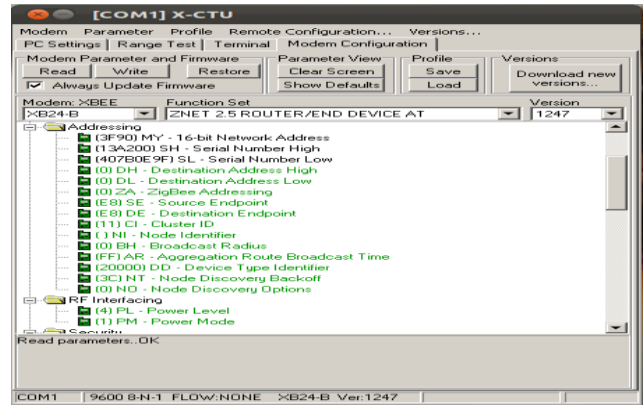 [COM1] X-CTU
Modem Parameter Profile Remote Configuration... Versions...
PC Settings Range Test Terminal Modem Configuration
Modem Parameter and Firmware Parameter View Profile Versions
Read Write Restore Clear Screen Save Download new versions...
Always Update Firmware Show Defaults Load
Modem: XBEE Function Set Version
XB24-B ZNET 2.5 ROUTER/END DEVICE AT 1247
Addressing
(3F90) MY - 16-bit Network Address
(13A200) SH - Serial Number High
(407B0E9F) SL - Serial Number Low
(0) DH - Destination Address High
(0) DL - Destination Address Low
(0) ZA - ZigBee Addressing
(E8) SE - Source Endpoint
(E8) DE - Destination Endpoint
(11) CI - Cluster ID
( ) NI - Node Identifier
(0) BH - Broadcast Radius
(FF) AR - Aggregation Route Broadcast Time
(20000) DD - Device Type Identifier
(3C) NT - Node Discovery Backoff
(0) NO - Node Discovery Options
RF Interfacing
(4) PL - Power Level
(1) PM - Power Mode
Security
Read parameters..OK
COM1 9600 8-N-1 FLOW:NONE XB24-B Ver:1247